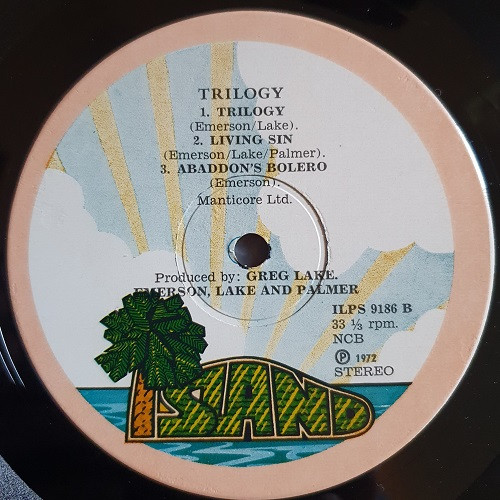 TRILOGY
1. TRILOGY
(Emerson/Lake).
2. LIVING SIN
(Emerson/Lake/Palmer).
3. ABADDON'S BOLERO
(Emerson).
Manticore Ltd.
Produced by: GREG LAKE.
EMERSON, LAKE AND PALMER
ILPS 9186 B
33 ⅓ rpm.
NCB
Ⓟ 1972
STEREO
ISLAND